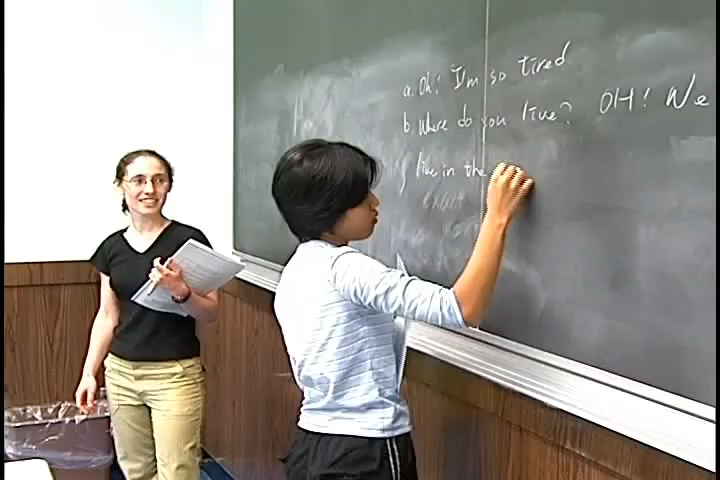 a. Oh! I'm so tired
b. Where do you live? OH! We
I live in the